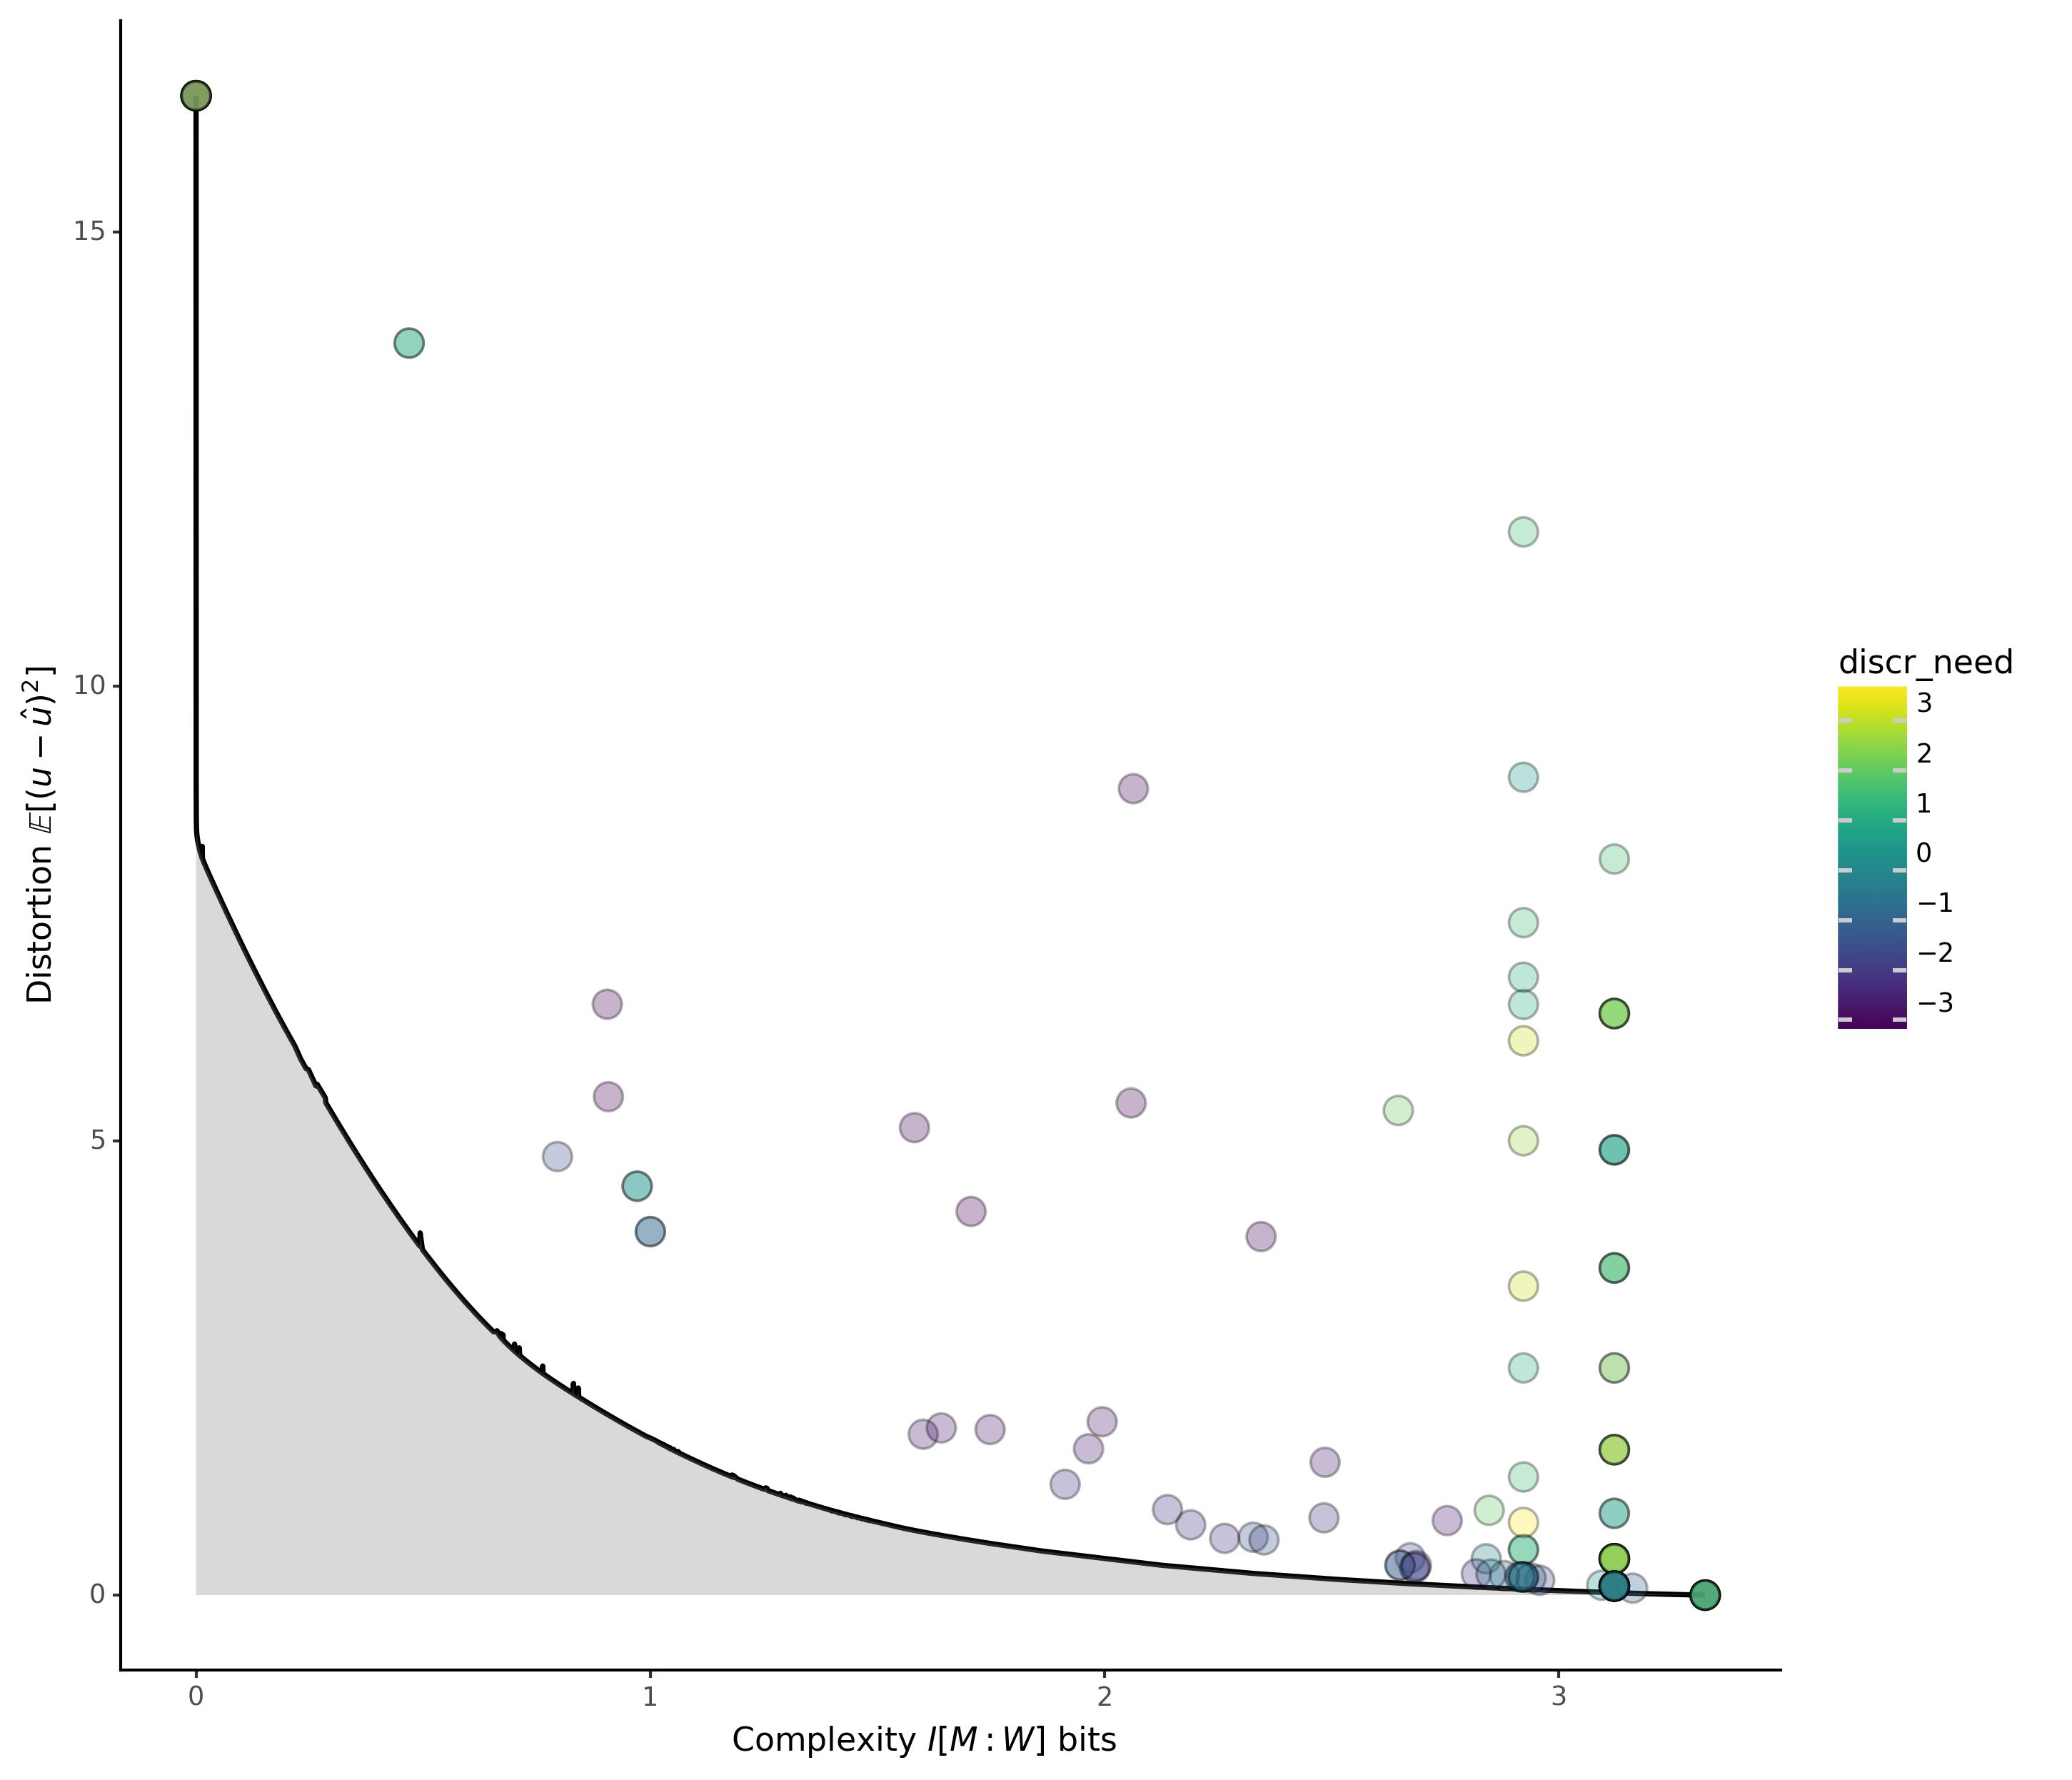 15
10
5
0
Distortion 𝔼[(u − û)²]
0 1 2 3
Complexity I[M : W] bits
discr_need
3
2
1
0
−1
−2
−3